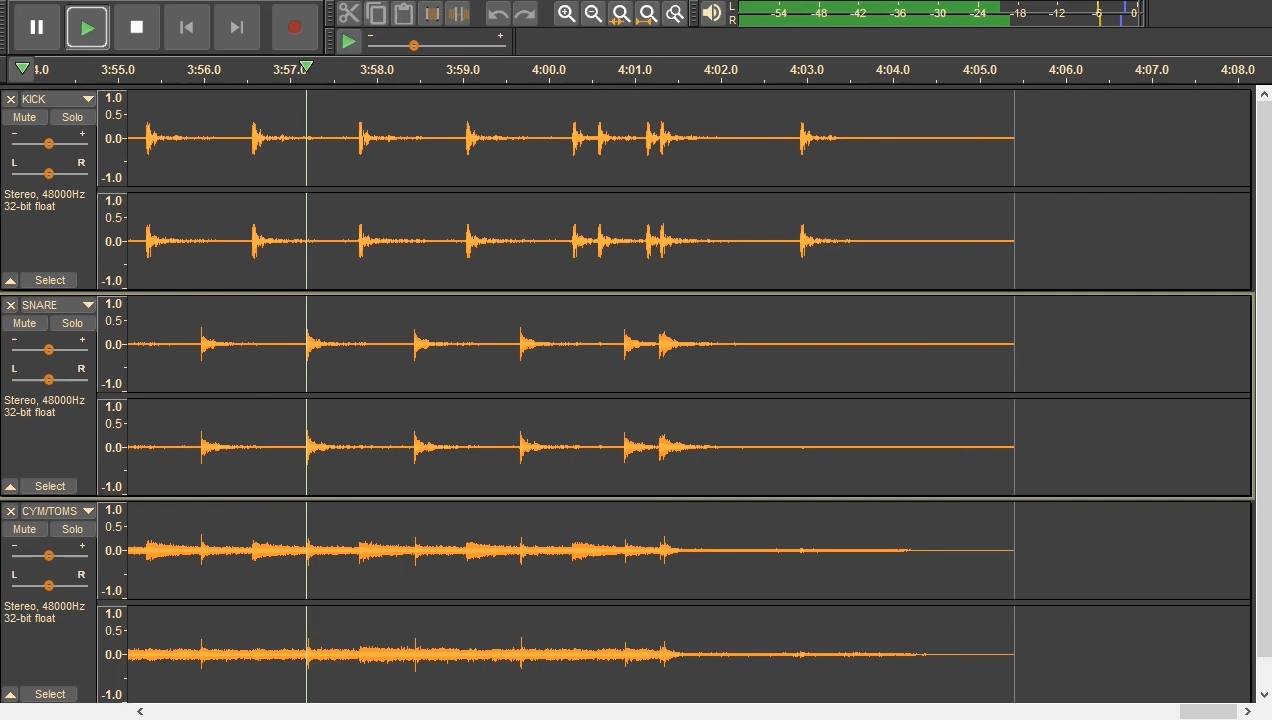 L -54 -48 -42 -36 -30 -24 -18 -12 -6 0
R
- +
3:55.0 3:56.0 3:57.0 3:58.0 3:59.0 4:00.0 4:01.0 4:02.0 4:03.0 4:04.0 4:05.0 4:06.0 4:07.0 4:08.0
KICK
Mute Solo
- +
L R
Stereo, 48000Hz
32-bit float
Select
1.0
0.5-
0.0-
-1.0
1.0
0.5-
0.0-
-1.0
SNARE
Mute Solo
- +
L R
Stereo, 48000Hz
32-bit float
Select
1.0
0.5-
0.0-
-1.0
1.0
0.5-
0.0-
-1.0
CYM/TOMS
Mute Solo
- +
L R
Stereo, 48000Hz
32-bit float
Select
1.0
0.5-
0.0-
-1.0
1.0
0.5-
0.0-
-1.0